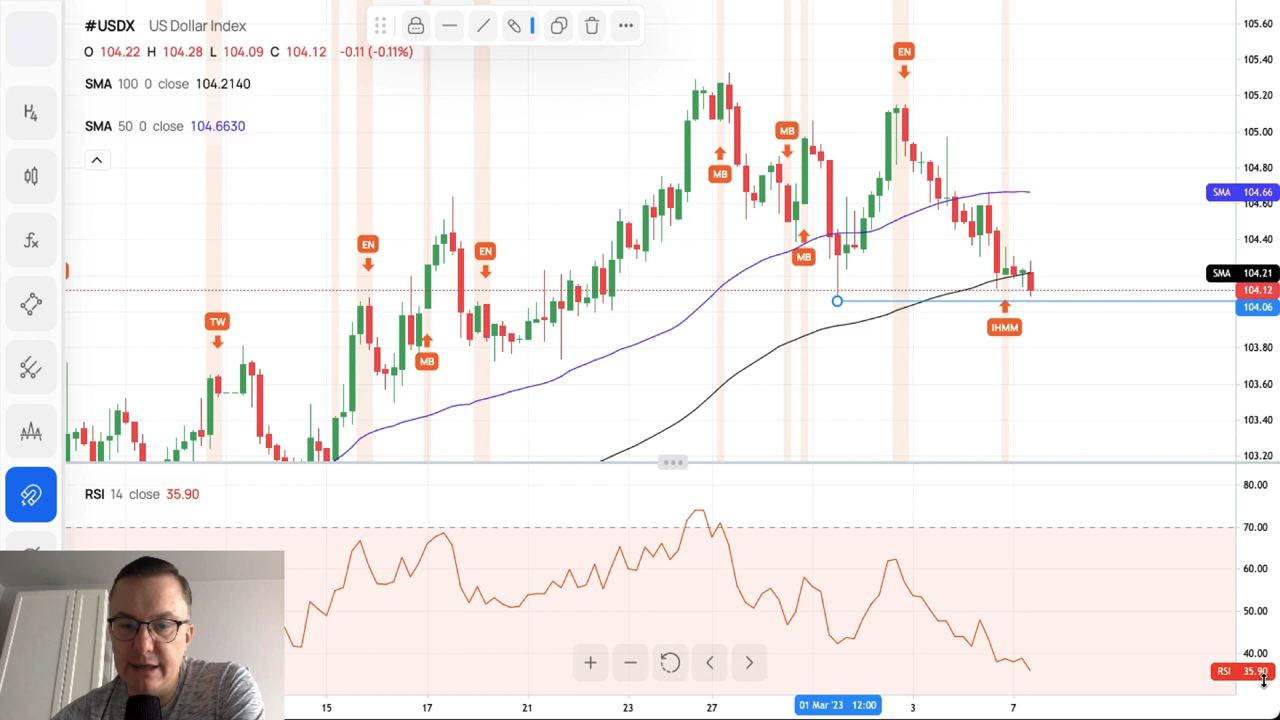 #USDX US Dollar Index
O 104.22 H 104.28 L 104.09 C 104.12 -0.11 (-0.11%)
SMA 100 0 close 104.2140
SMA 50 0 close 104.6630
H4
fx
TW
EN
MB
EN
MB
MB
MB
EN
IHMM
105.60
105.40
105.20
105.00
104.80
104.60
104.40
103.80
103.60
103.40
103.20
SMA 104.66
SMA 104.21
104.12
104.06
RSI 14 close 35.90
80.00
70.00
60.00
50.00
40.00
RSI 35.90
15 17 21 23 27 01 Mar '23 12:00 3 7